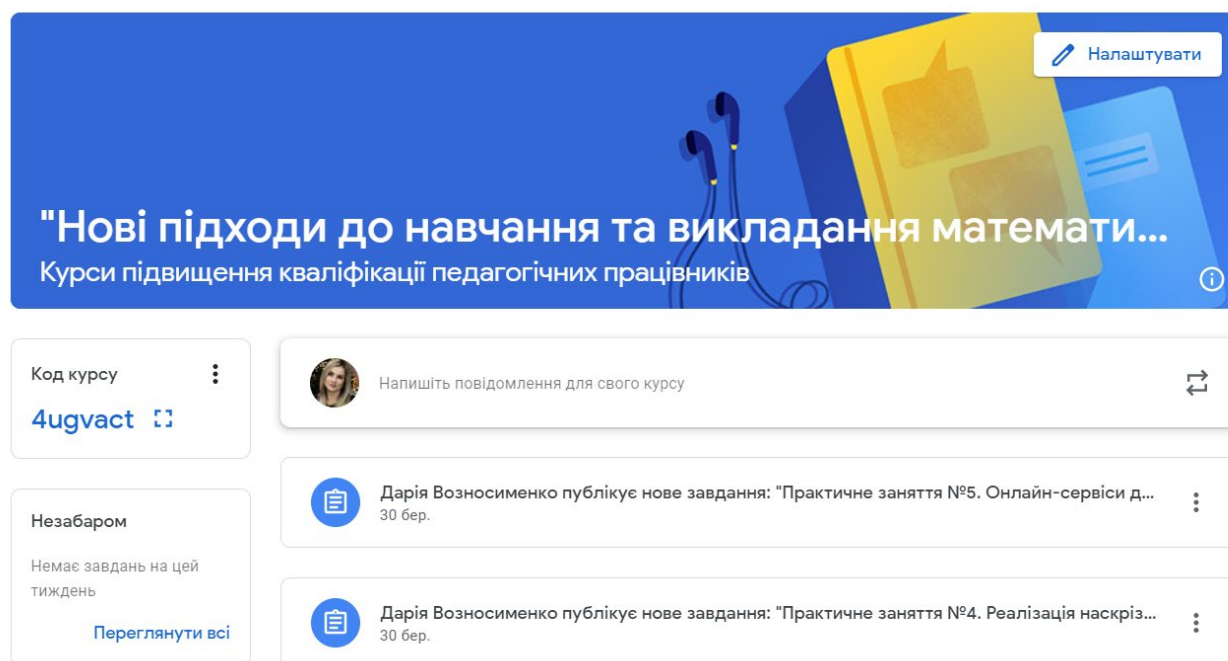 Налаштувати
"Нові підходи до навчання та викладання математи...
Курси підвищення кваліфікації педагогічних працівників
Код курсу
4ugvact
Незабаром
Немає завдань на цей
тиждень
Переглянути всі
Напишіть повідомлення для свого курсу
Дарія Возносименко публікує нове завдання: "Практичне заняття №5. Онлайн-сервіси д...
30 бер.
Дарія Возносименко публікує нове завдання: "Практичне заняття №4. Реалізація наскріз...
30 бер.